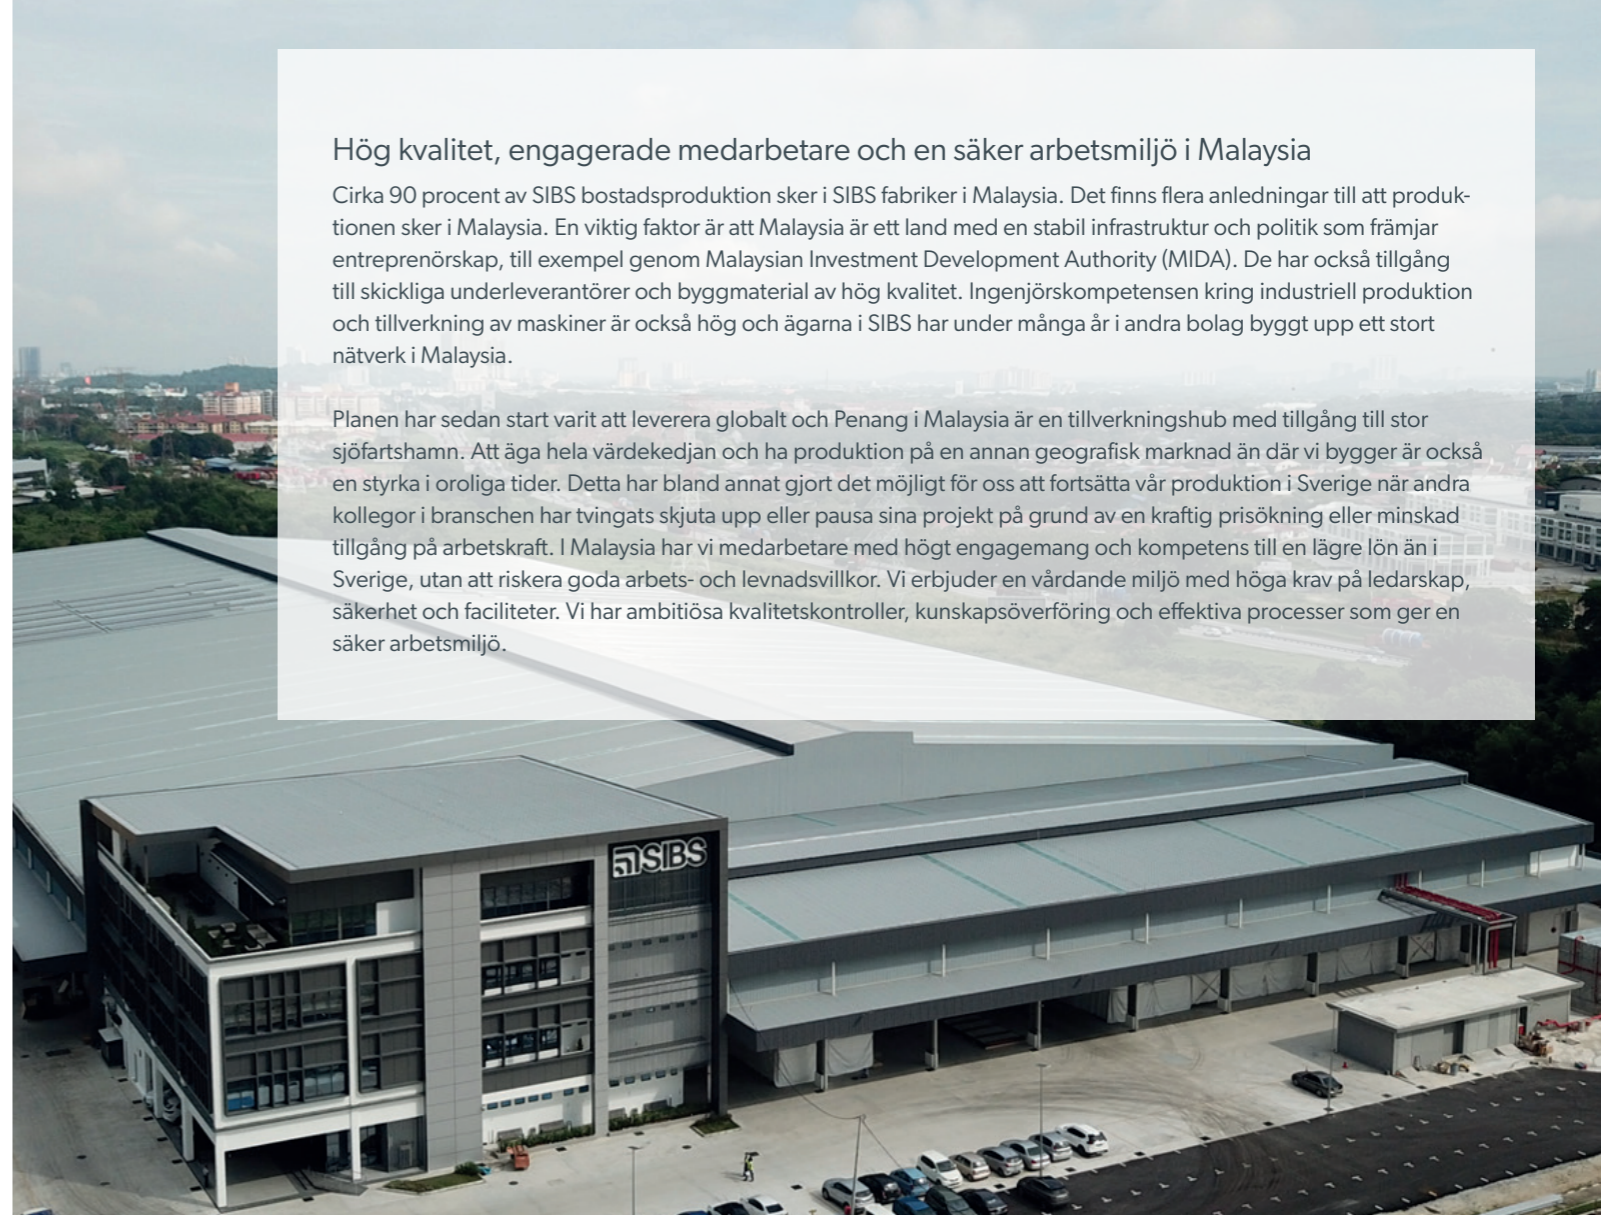 Hög kvalitet, engagerade medarbetare och en säker arbetsmiljö i Malaysia
Cirka 90 procent av SIBS bostadsproduktion sker i SIBS fabriker i Malaysia. Det finns flera anledningar till att produk-
tionen sker i Malaysia. En viktig faktor är att Malaysia är ett land med en stabil infrastruktur och politik som främjar
entreprenörskap, till exempel genom Malaysian Investment Development Authority (MIDA). De har också tillgång
till skickliga underleverantörer och byggmaterial av hög kvalitet. Ingenjörskompetensen kring industriell produktion
och tillverkning av maskiner är också hög och ägarna i SIBS har under många år i andra bolag byggt upp ett stort
nätverk i Malaysia.
Planen har sedan start varit att leverera globalt och Penang i Malaysia är en tillverkningshub med tillgång till stor
sjöfartshamn. Att äga hela värdekedjan och ha produktion på en annan geografisk marknad än där vi bygger är också
en styrka i oroliga tider. Detta har bland annat gjort det möjligt för oss att fortsätta vår produktion i Sverige när andra
kollegor i branschen har tvingats skjuta upp eller pausa sina projekt på grund av en kraftig prisökning eller minskad
tillgång på arbetskraft. I Malaysia har vi medarbetare med högt engagemang och kompetens till en lägre lön än i
Sverige, utan att riskera goda arbets- och levnadsvillkor. Vi erbjuder en vårdande miljö med höga krav på ledarskap,
säkerhet och faciliteter. Vi har ambitiösa kvalitetskontroller, kunskapsöverföring och effektiva processer som ger en
säker arbetsmiljö.
SIBS